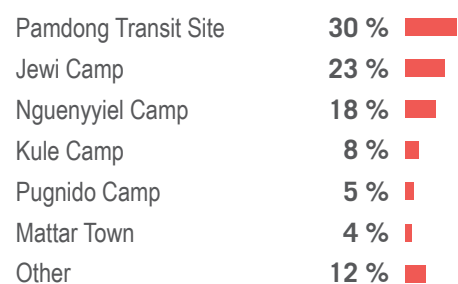 Pamdong Transit Site 30 %
Jewi Camp 23 %
Nguenyyiel Camp 18 %
Kule Camp 8 %
Pugnido Camp 5 %
Mattar Town 4 %
Other 12 %